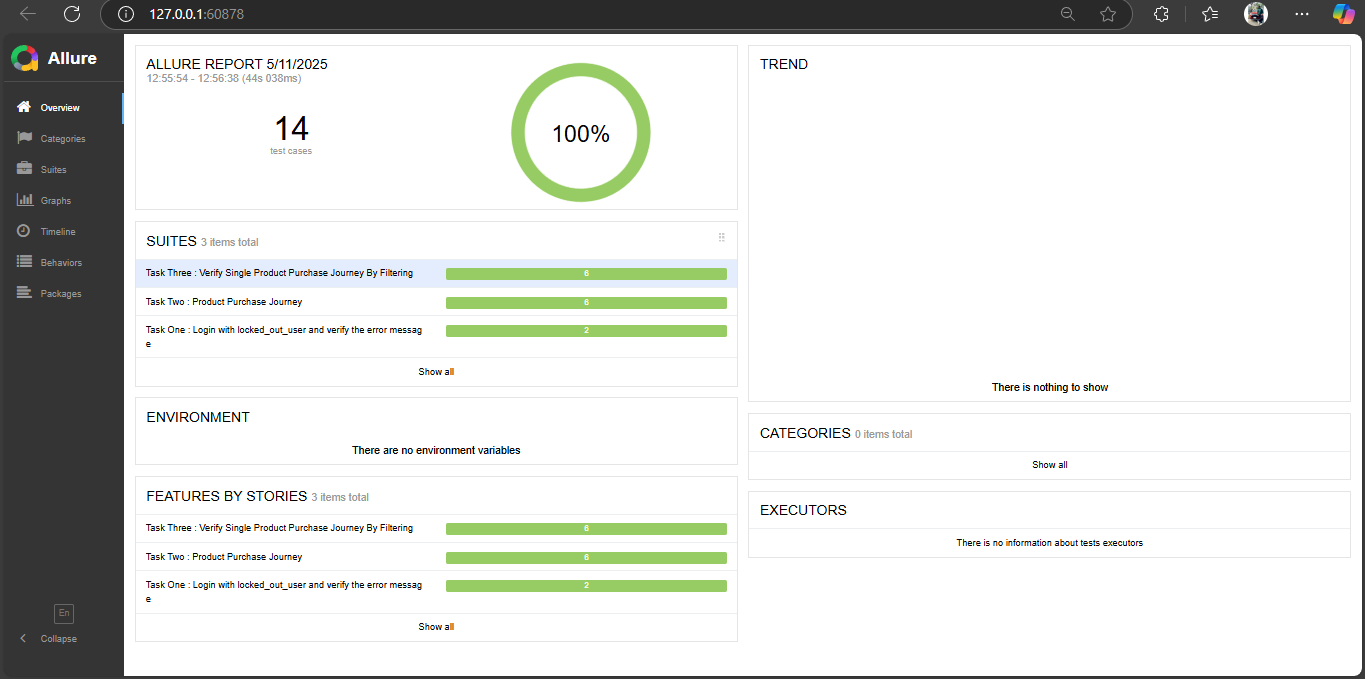 127.0.0.1:60878
Allure
Overview
Categories
Suites
Graphs
Timeline
Behaviors
Packages
En
Collapse
ALLURE REPORT 5/11/2025
12:55:54 - 12:56:38 (44s 038ms)
14
test cases
100%
SUITES 3 items total
Task Three : Verify Single Product Purchase Journey By Filtering 6
Task Two : Product Purchase Journey 6
Task One : Login with locked_out_user and verify the error messag 2
e
Show all
ENVIRONMENT
There are no environment variables
FEATURES BY STORIES 3 items total
Task Three : Verify Single Product Purchase Journey By Filtering 6
Task Two : Product Purchase Journey 6
Task One : Login with locked_out_user and verify the error messag 2
e
Show all
TREND
There is nothing to show
CATEGORIES 0 items total
Show all
EXECUTORS
There is no information about tests executors